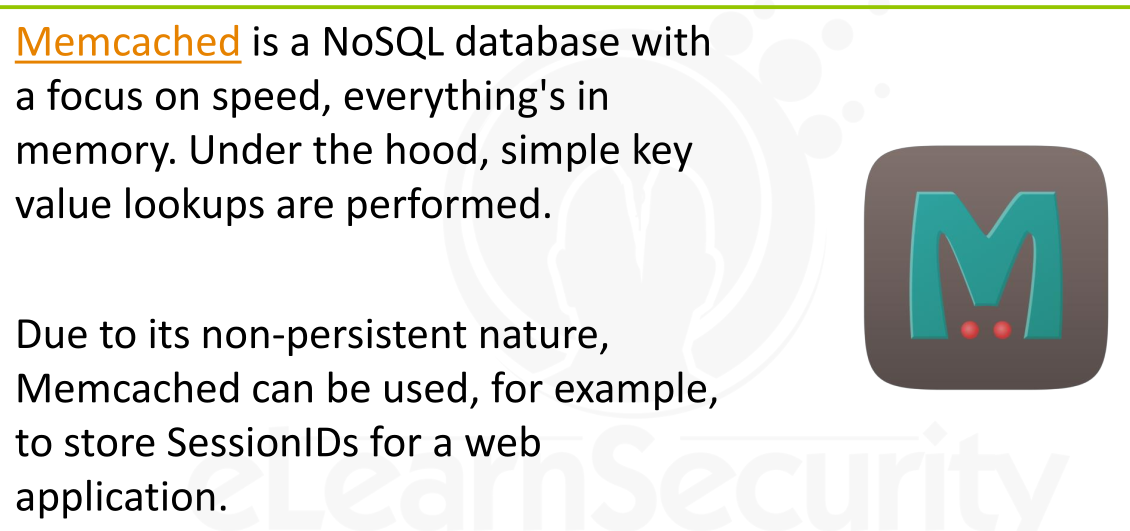 Memcached is a NoSQL database with
a focus on speed, everything's in
memory. Under the hood, simple key
value lookups are performed.
Due to its non-persistent nature,
Memcached can be used, for example,
to store SessionIDs for a web
application.
M
eLearnSecurity